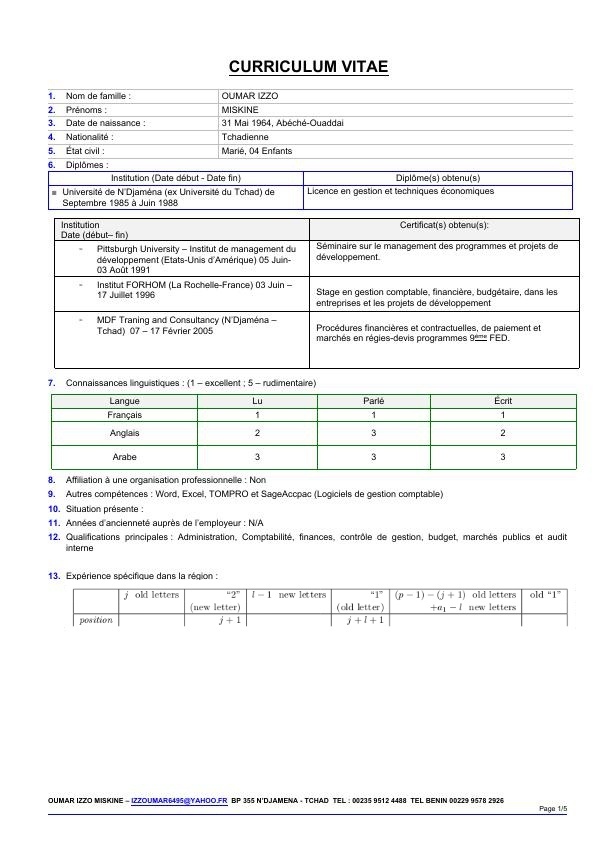 CURRICULUM VITAE
1. Nom de famille : OUMAR IZZO
2. Prénoms : MISKINE
3. Date de naissance : 31 Mai 1964, Abéché-Ouaddai
4. Nationalité : Tchadienne
5. État civil : Marié, 04 Enfants
6. Diplômes :
Institution (Date début - Date fin) Diplôme(s) obtenu(s)
Université de N'Djaména (ex Université du Tchad) de Licence en gestion et techniques économiques
Septembre 1985 à Juin 1988
Institution Certificat(s) obtenu(s):
Date (début– fin)
- Pittsburgh University – Institut de management du Séminaire sur le management des programmes et projets de
développement (Etats-Unis d'Amérique) 05 Juin- développement.
03 Août 1991
- Institut FORHOM (La Rochelle-France) 03 Juin – Stage en gestion comptable, financière, budgétaire, dans les
17 Juillet 1996 entreprises et les projets de développement
- MDF Traning and Consultancy (N'Djaména – Procédures financières et contractuelles, de paiement et
Tchad) 07 – 17 Février 2005 marchés en régies-devis programmes 9ème FED.
7. Connaissances linguistiques : (1 – excellent ; 5 – rudimentaire)
Langue Lu Parlé Écrit
Français 1 1 1
Anglais 2 3 2
Arabe 3 3 3
8. Affiliation à une organisation professionnelle : Non
9. Autres compétences : Word, Excel, TOMPRO et SageAccpac (Logiciels de gestion comptable)
10. Situation présente :
11. Années d'ancienneté auprès de l'employeur : N/A
12. Qualifications principales : Administration, Comptabilité, finances, contrôle de gestion, budget, marchés publics et audit
interne
13. Expérience spécifique dans la région :
j old letters "2" l − 1 new letters "1" (p − 1) − (j + 1) old letters old "1"
(new letter) (old letter) +a₁ − l new letters
position j + 1 j + l + 1
OUMAR IZZO MISKINE – IZZOUMAR6495@YAHOO.FR BP 355 N'DJAMENA - TCHAD TEL : 00235 9512 4488 TEL BENIN 00229 9578 2926
Page 1/5